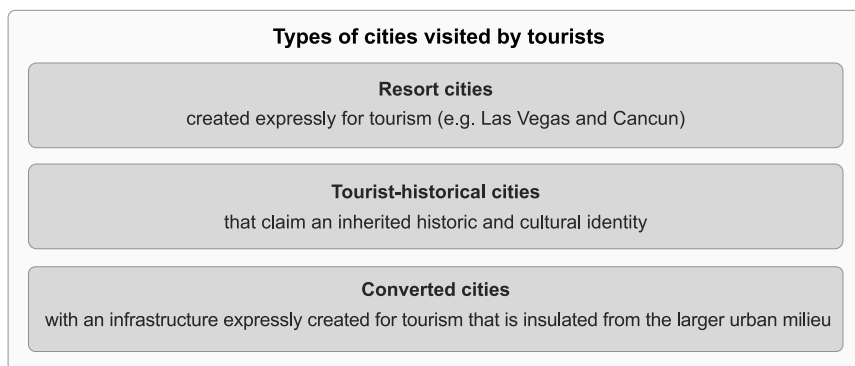 Types of cities visited by tourists
Resort cities
created expressly for tourism (e.g. Las Vegas and Cancun)
Tourist-historical cities
that claim an inherited historic and cultural identity
Converted cities
with an infrastructure expressly created for tourism that is insulated from the larger urban milieu